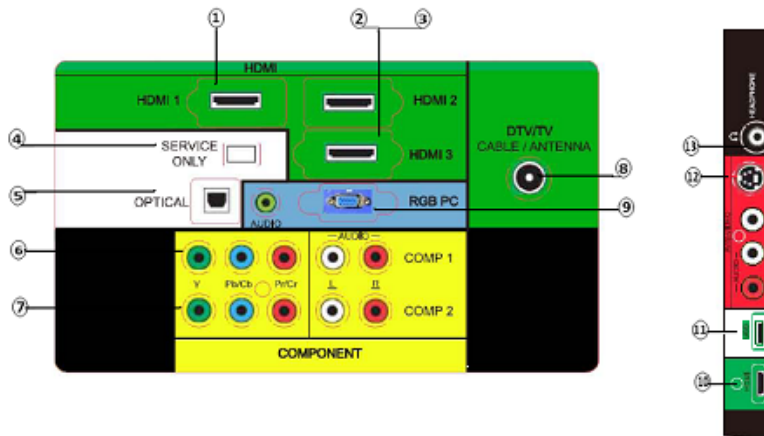 ① ② ③
HDMI
HDMI 1
HDMI 2
HDMI 3
④ SERVICE ONLY
⑤ OPTICAL
AUDIO
RGB PC
DTV/TV
CABLE / ANTENNA
⑧
⑨
⑥
AUDIO
COMP 1
Y Pb/Cb Pr/Cr L R
⑦
COMP 2
COMPONENT
HEADPHONE
⑬
⑫
AUDIO
⑪
⑩